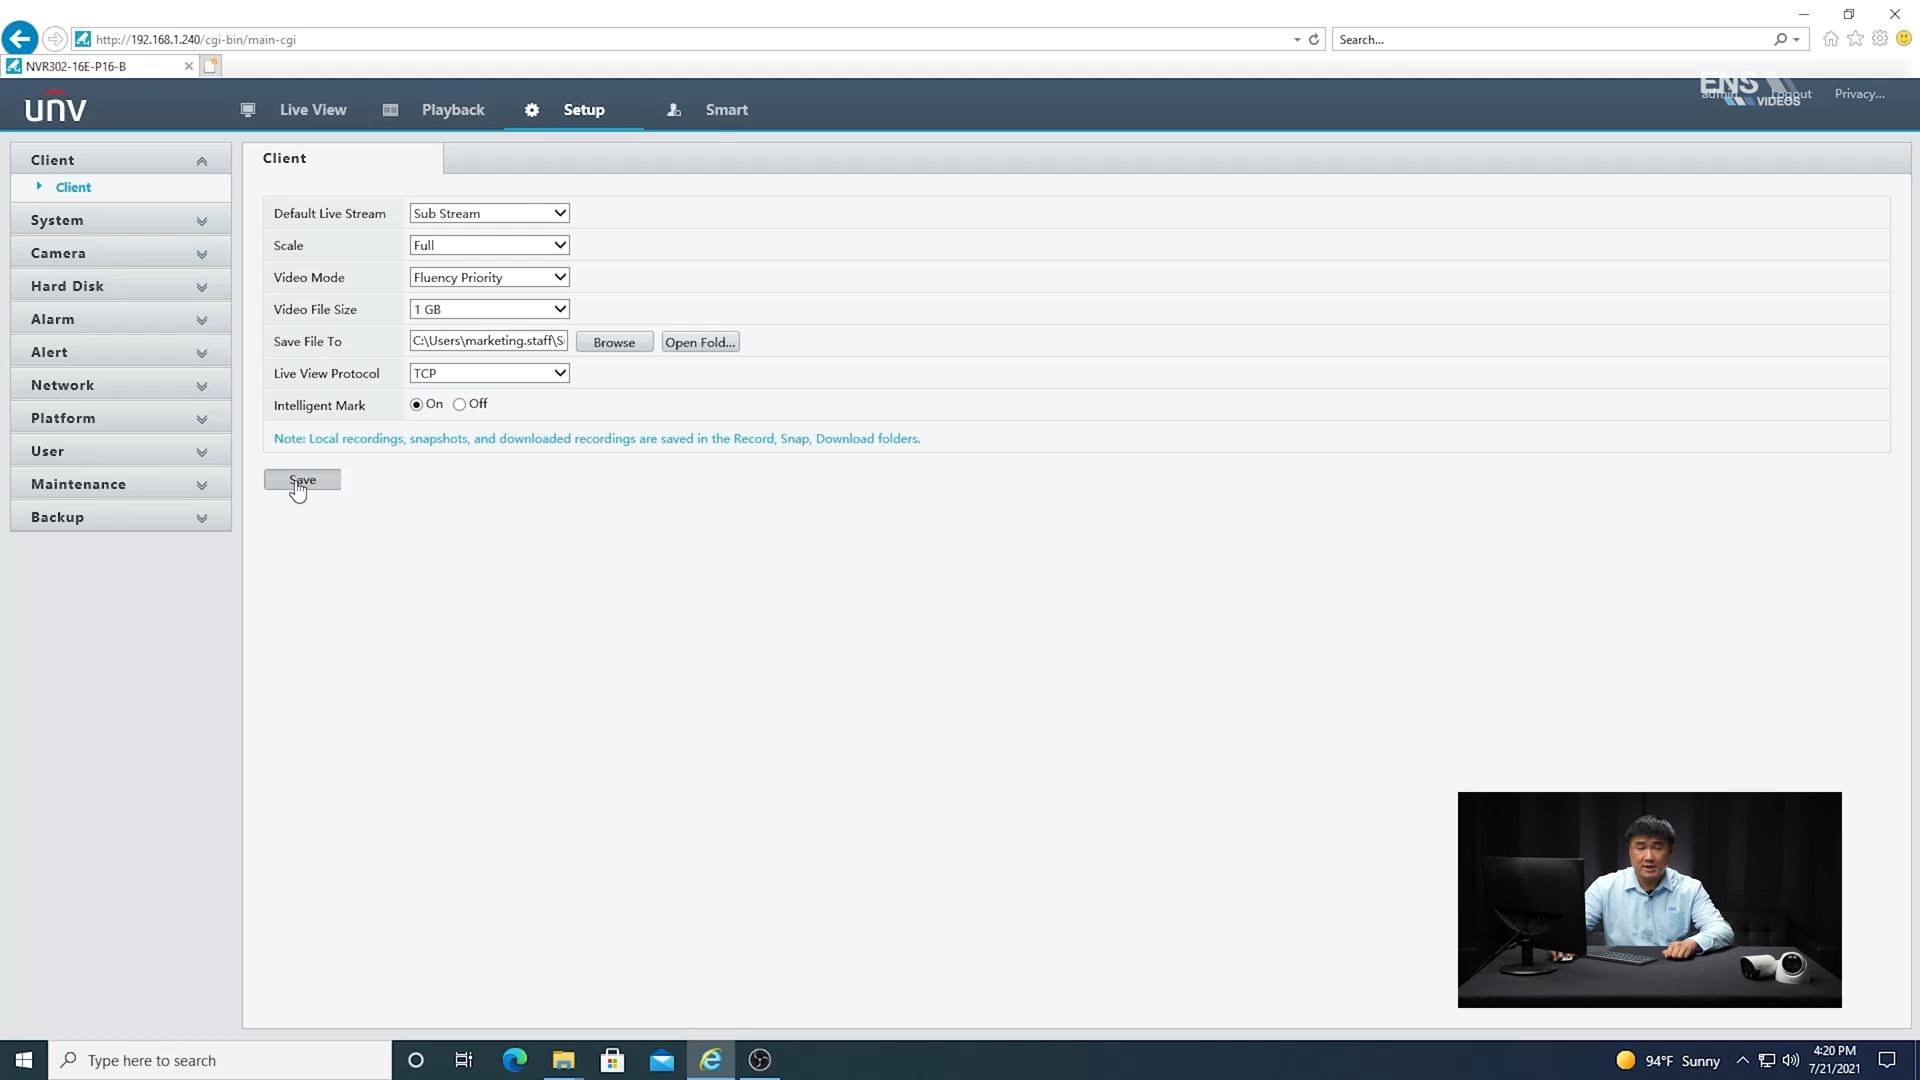 http://192.168.1.240/cgi-bin/main-cgi
Search...
NVR302-16E-P16-B
unv
Live View
Playback
Setup
Smart
ENS
VIDEOS
admin
Logout
Privacy...
Client
Client
System
Camera
Hard Disk
Alarm
Alert
Network
Platform
User
Maintenance
Backup
Client
Default Live Stream
Sub Stream
Scale
Full
Video Mode
Fluency Priority
Video File Size
1 GB
Save File To
C:\Users\marketing.staff\S
Browse
Open Fold...
Live View Protocol
TCP
Intelligent Mark
On
Off
Note: Local recordings, snapshots, and downloaded recordings are saved in the Record, Snap, Download folders.
Save
Type here to search
94°F Sunny
4:20 PM
7/21/2021